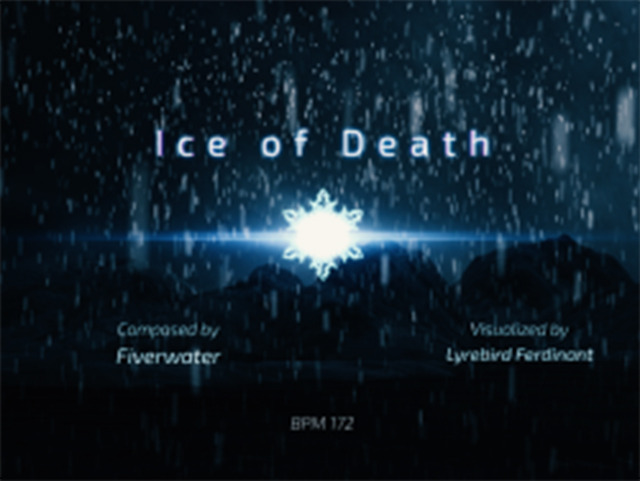 Ice of Death
Composed by
Fiverwater
Visualized by
Lyrebird Ferdinant
BPM 172